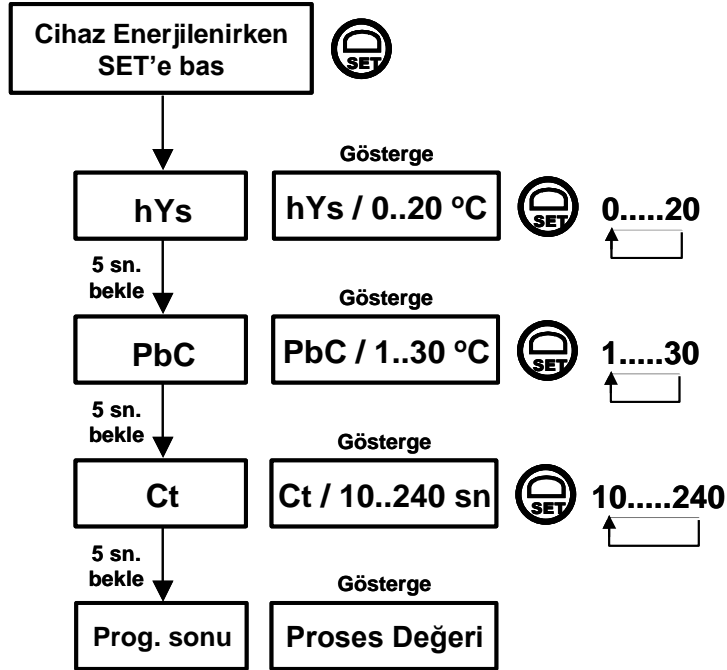 Cihaz Enerjilenirken
SET’e bas
SET
Gösterge
hYs
hYs / 0..20 ºC
SET
0.....20
5 sn.
bekle
Gösterge
PbC
PbC / 1..30 ºC
SET
1.....30
5 sn.
bekle
Gösterge
Ct
Ct / 10..240 sn
SET
10.....240
5 sn.
bekle
Gösterge
Prog. sonu
Proses Değeri